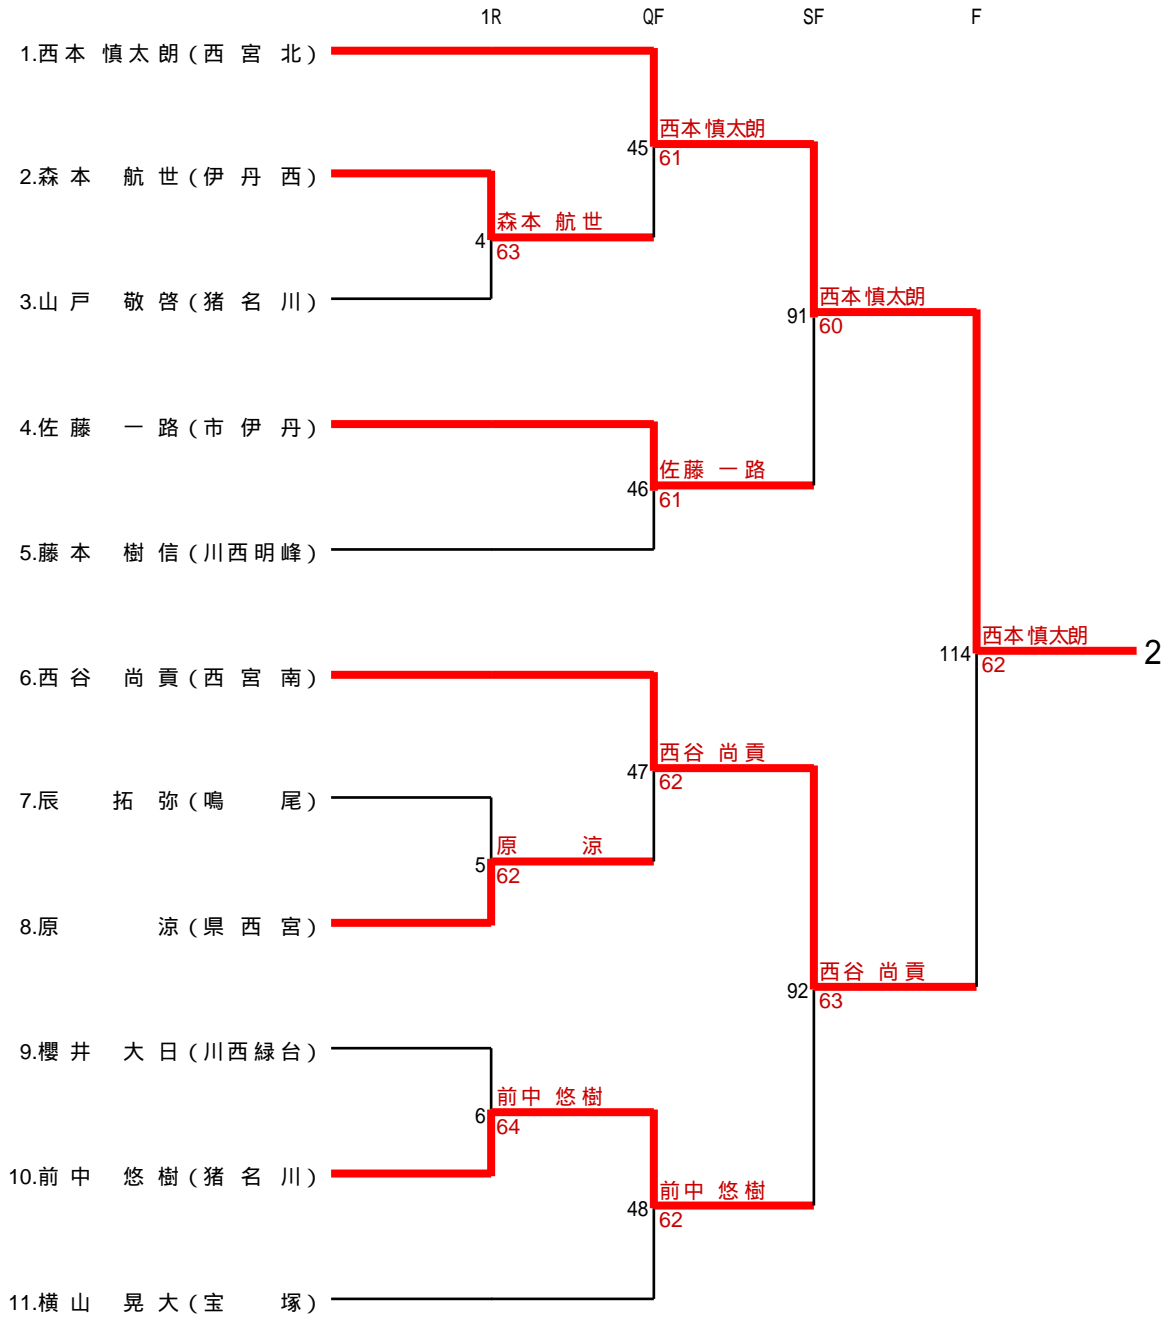 1R QF SF F
1.西本 慎太朗(西宮北)
西本 慎太朗
45
61
2.森本 航世(伊丹西)
森本 航世
4
63
3.山戸 敬啓(猪名川)
西本 慎太朗
91
60
4.佐藤 一路(市伊丹)
佐藤 一路
46
61
5.藤本 樹信(川西明峰)
西本 慎太朗
114
62
2
6.西谷 尚貢(西宮南)
西谷 尚貢
47
62
7.辰 拓弥(鳴尾)
原 涼
5
62
8.原 涼(県西宮)
西谷 尚貢
92
63
9.櫻井 大日(川西緑台)
前中 悠樹
6
64
10.前中 悠樹(猪名川)
前中 悠樹
48
62
11.横山 晃大(宝塚)